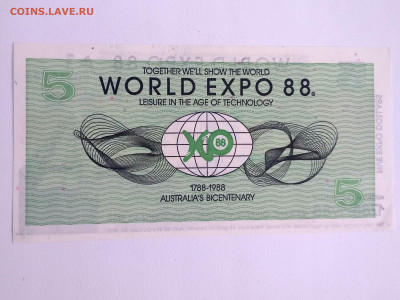 COINS.LAVE.RU
TOGETHER WE'LL SHOW THE WORLD
WORLD EXPO 88
LEISURE IN THE AGE OF TECHNOLOGY
5
XPO
88
1788-1988
AUSTRALIA'S BICENTENARY
5